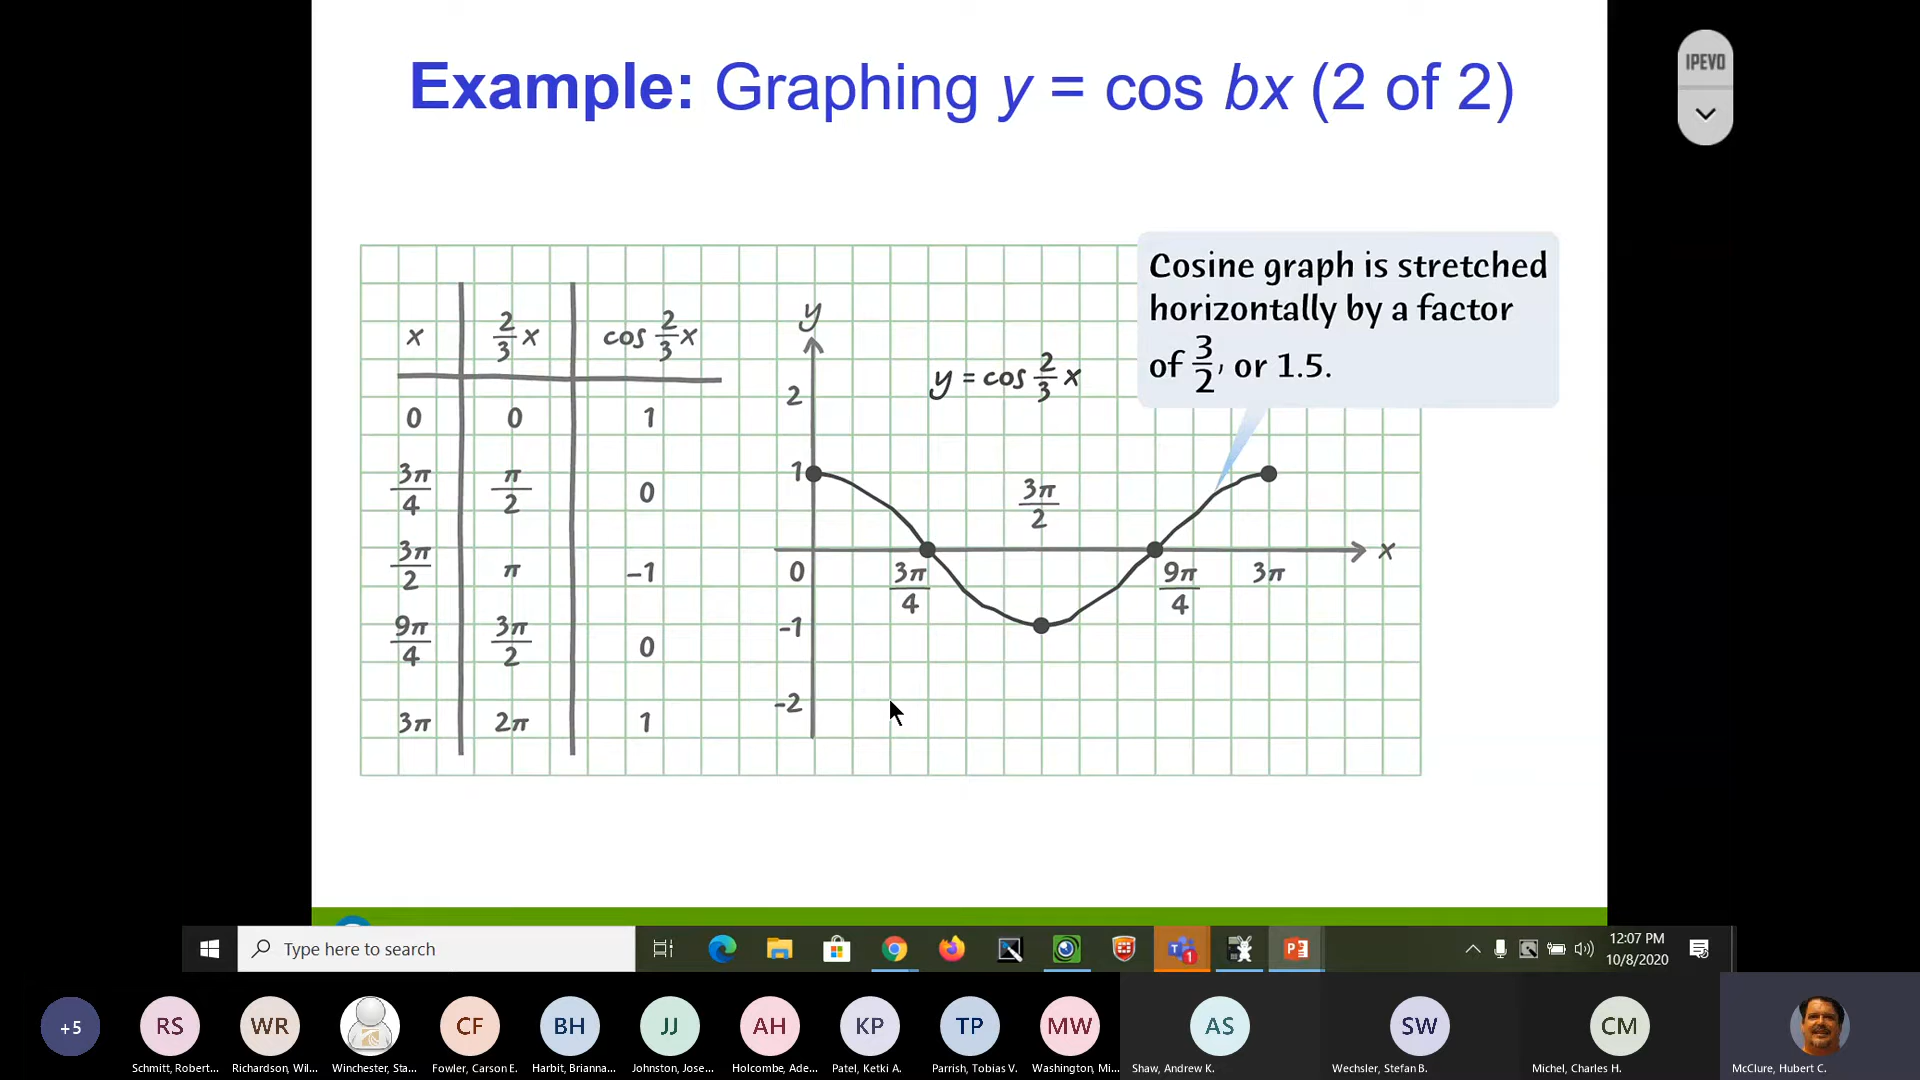 Example: Graphing y = cos bx (2 of 2)
IPEVO
Cosine graph is stretched
horizontally by a factor
of 3/2, or 1.5.
x 2/3 x cos 2/3 x
0 0 1
3π/4 π/2 0
3π/2 π -1
9π/4 3π/2 0
3π 2π 1
y
y = cos 2/3 x
2
1
3π/2
x
0 3π/4 9π/4 3π
-1
-2
Type here to search
1
12:07 PM
10/8/2020
+5 RS WR CF BH JJ AH KP TP MW AS SW CM
Schmitt, Robert... Richardson, Wil... Winchester, Sta... Fowler, Carson E. Harbit, Brianna... Johnston, Jose... Holcombe, Ade... Patel, Ketki A. Parrish, Tobias V. Washington, Mi... Shaw, Andrew K. Wechsler, Stefan B. Michel, Charles H. McClure, Hubert C.